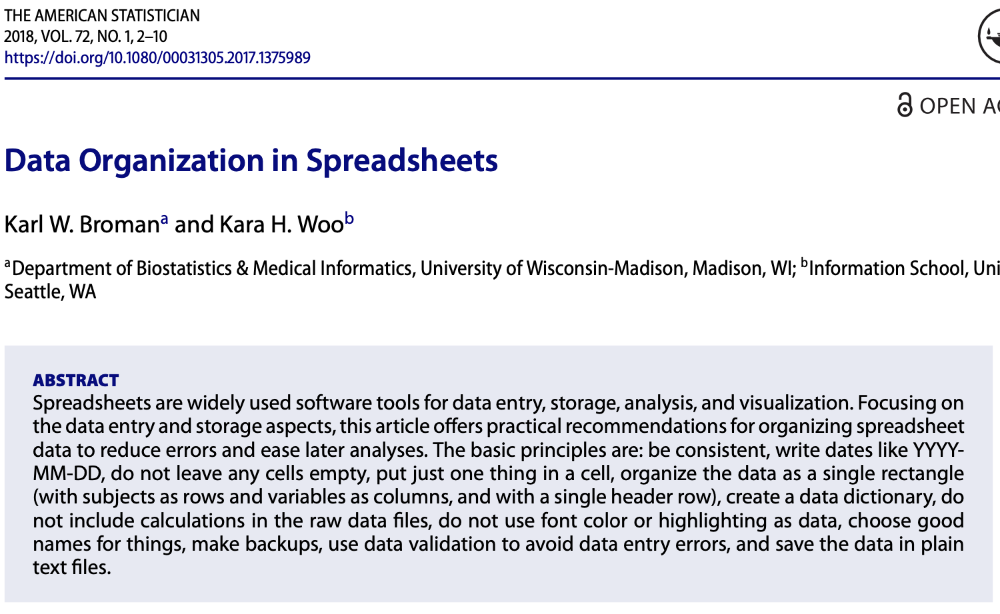 THE AMERICAN STATISTICIAN
2018, VOL. 72, NO. 1, 2–10
https://doi.org/10.1080/00031305.2017.1375989
OPEN
Data Organization in Spreadsheets
Karl W. Bromanᵃ and Kara H. Wooᵇ
ᵃDepartment of Biostatistics & Medical Informatics, University of Wisconsin-Madison, Madison, WI; ᵇInformation School,
Seattle, WA
ABSTRACT
Spreadsheets are widely used software tools for data entry, storage, analysis, and visualization. Focusing on
the data entry and storage aspects, this article offers practical recommendations for organizing spreadsheet
data to reduce errors and ease later analyses. The basic principles are: be consistent, write dates like YYYY-
MM-DD, do not leave any cells empty, put just one thing in a cell, organize the data as a single rectangle
(with subjects as rows and variables as columns, and with a single header row), create a data dictionary, do
not include calculations in the raw data files, do not use font color or highlighting as data, choose good
names for things, make backups, use data validation to avoid data entry errors, and save the data in plain
text files.